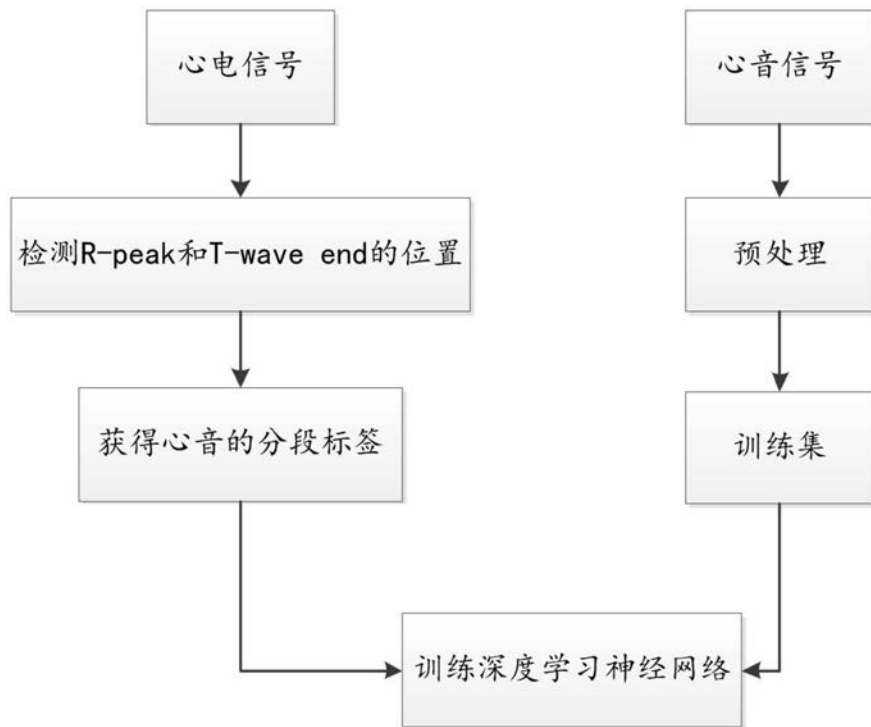 心电信号
心音信号
检测R-peak和T-wave end的位置
预处理
获得心音的分段标签
训练集
训练深度学习神经网络